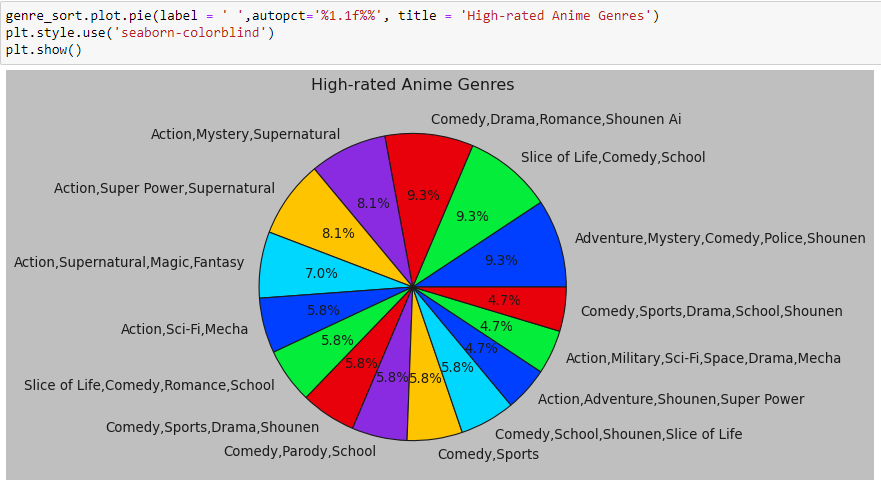 genre_sort.plot.pie(label = ' ',autopct='%1.1f%%', title = 'High-rated Anime Genres')
plt.style.use('seaborn-colorblind')
plt.show()
High-rated Anime Genres
Comedy,Drama,Romance,Shounen Ai
Action,Mystery,Supernatural
Slice of Life,Comedy,School
Action,Super Power,Supernatural
9.3%
8.1%
9.3%
8.1%
Adventure,Mystery,Comedy,Police,Shounen
9.3%
Action,Supernatural,Magic,Fantasy
7.0%
4.7%
Comedy,Sports,Drama,School,Shounen
5.8%
4.7%
Action,Sci-Fi,Mecha
5.8%
4.7%
Action,Military,Sci-Fi,Space,Drama,Mecha
5.8%
5.8%
5.8%
5.8%
Slice of Life,Comedy,Romance,School
Action,Adventure,Shounen,Super Power
Comedy,Sports,Drama,Shounen
Comedy,School,Shounen,Slice of Life
Comedy,Parody,School
Comedy,Sports